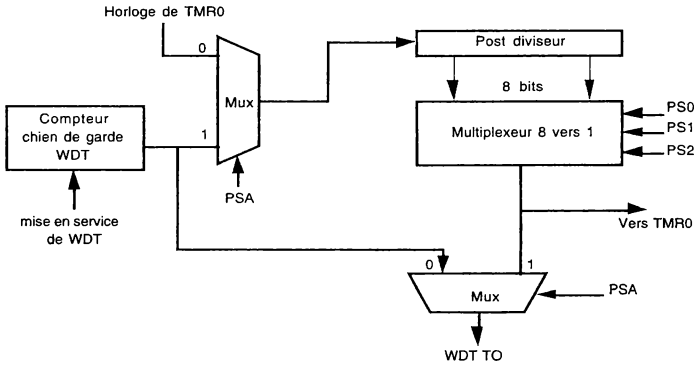 Horloge de TMR0
0
Mux
1
PSA
Compteur
chien de garde
WDT
mise en service
de WDT
Post diviseur
8 bits
Multiplexeur 8 vers 1
PS0
PS1
PS2
Vers TMR0
0
1
Mux
PSA
WDT TO